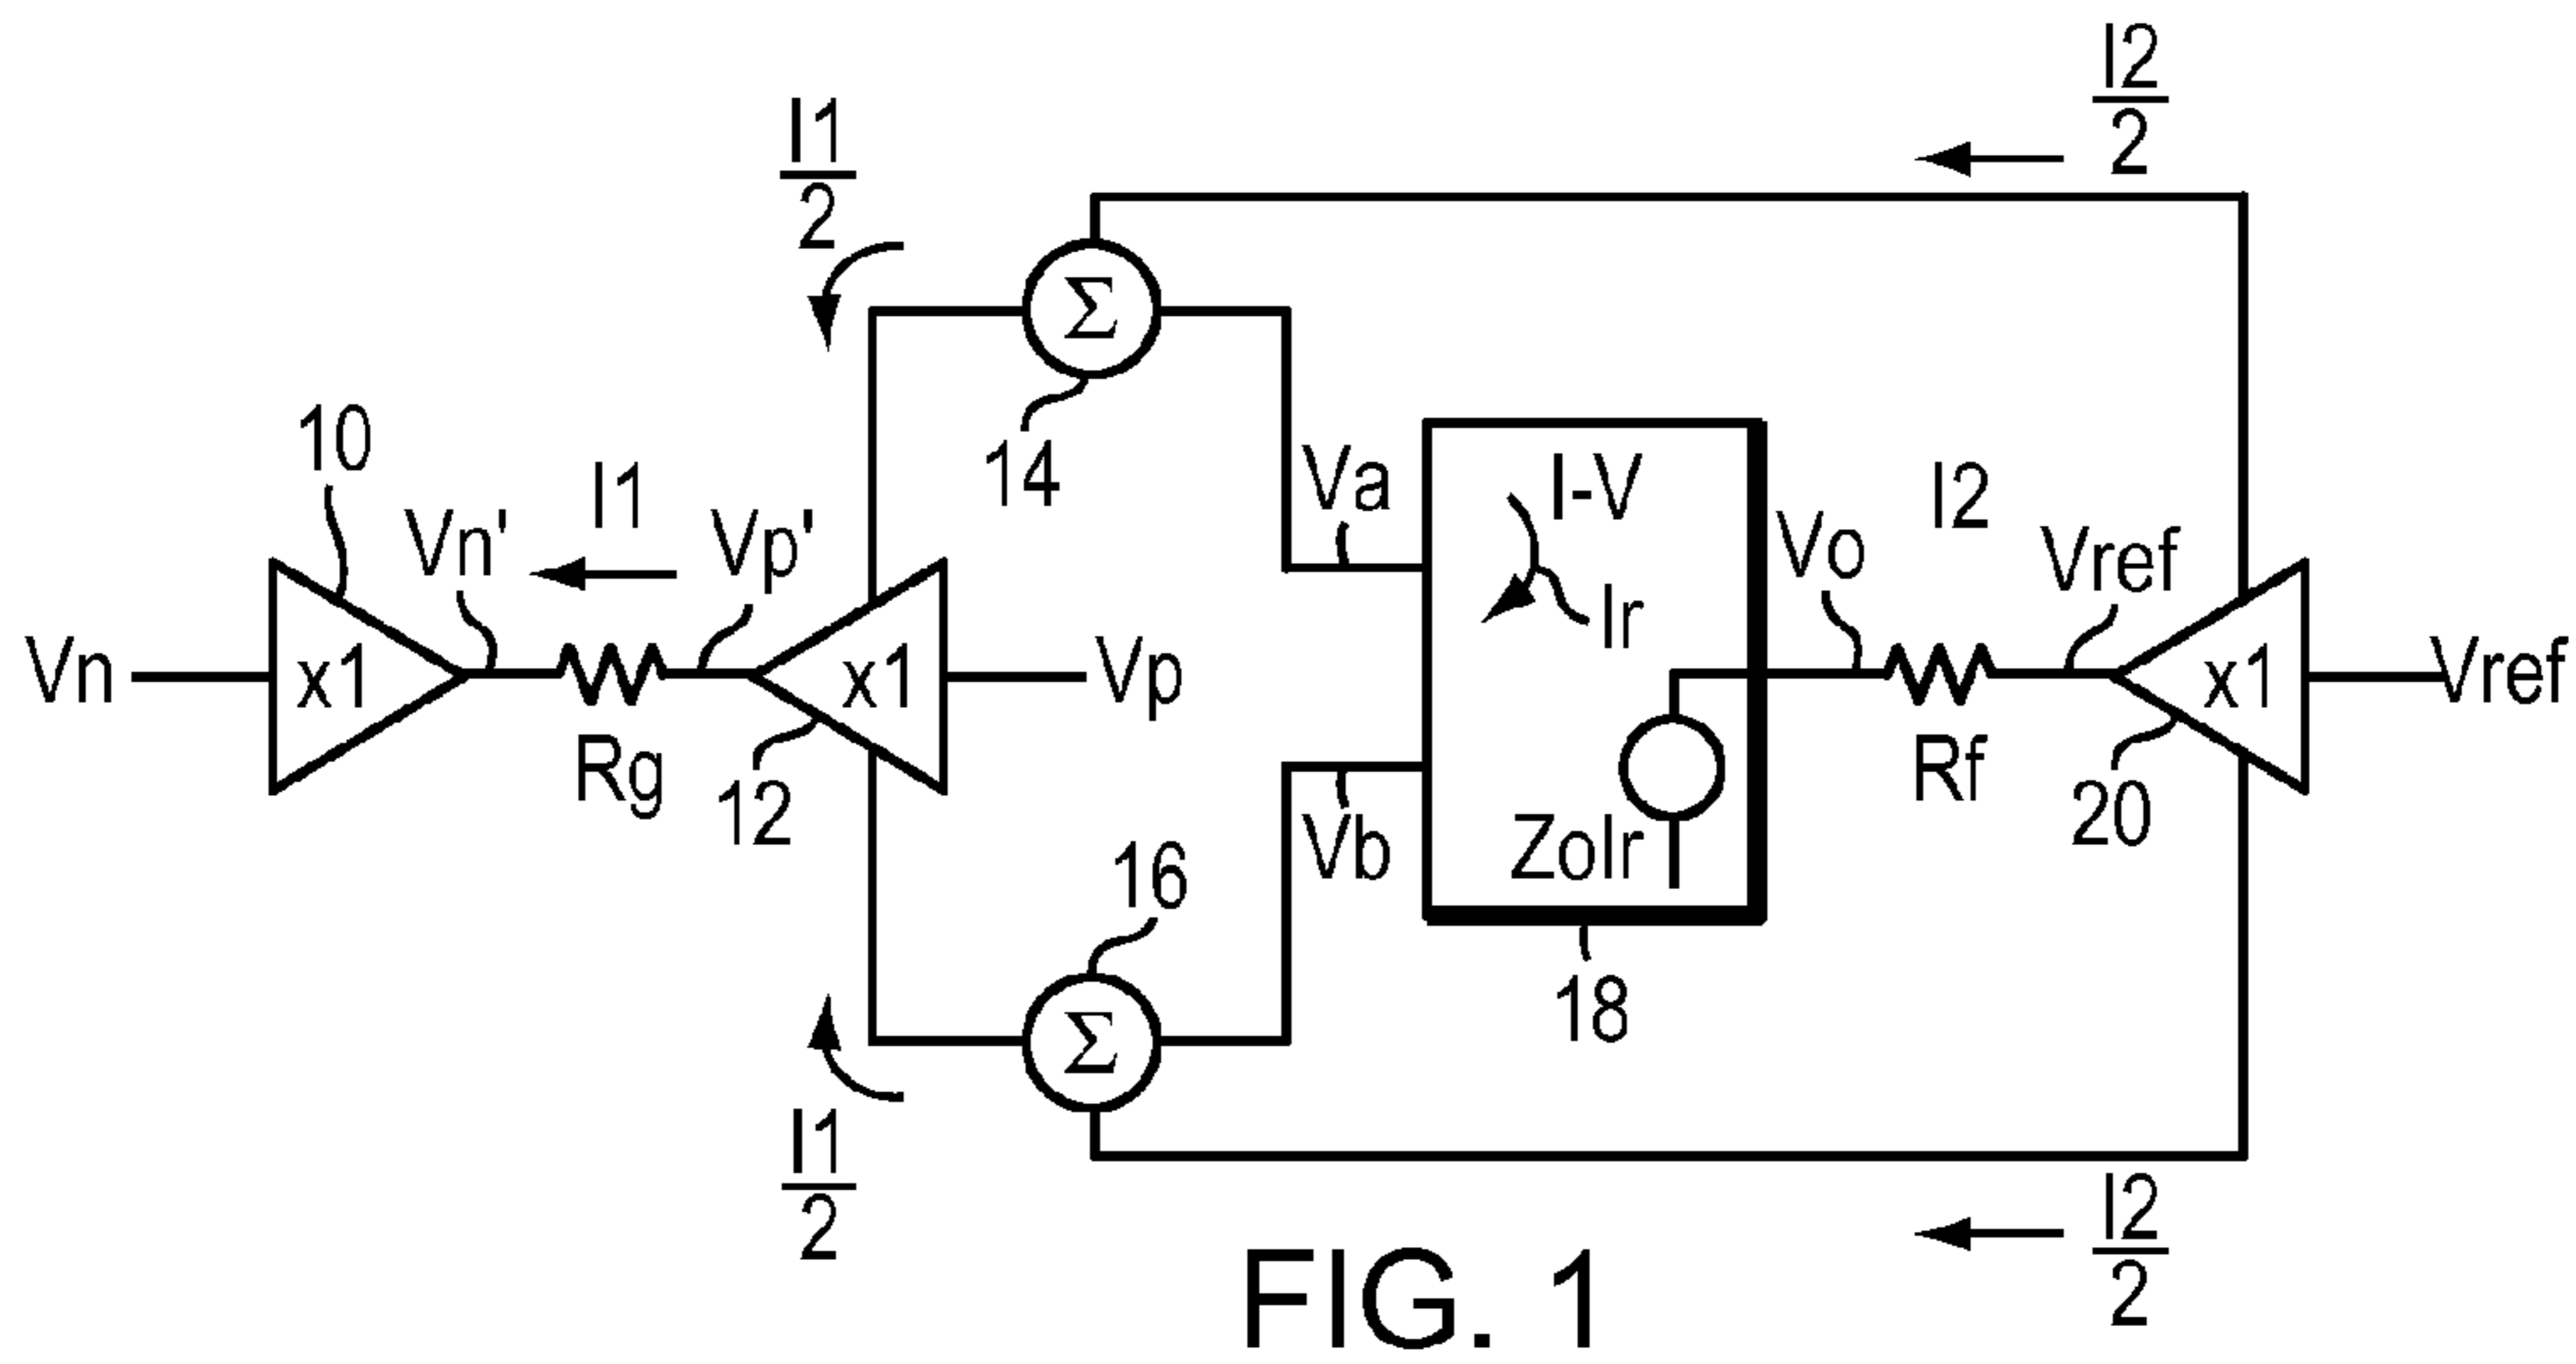 I2
2
I1
2
Σ
14
10
Vn'
I1
Vp'
Va
I-V
Ir
Vo
I2
Vref
Vn
x1
x1
Vp
x1
Vref
Rg
12
Vb
ZoIr
Rf
20
16
18
Σ
I1
2
I2
2
FIG. 1